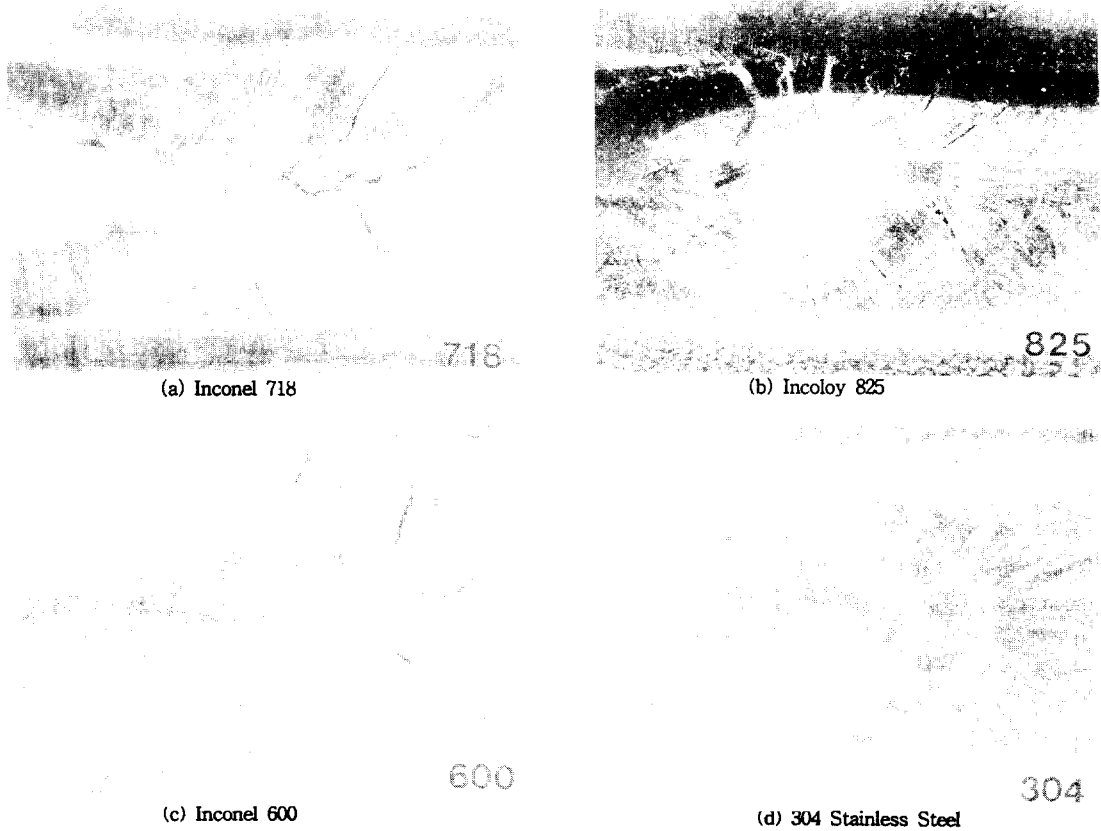 718
825
(a) Inconel 718
(b) Incoloy 825
600
304
(c) Inconel 600
(d) 304 Stainless Steel